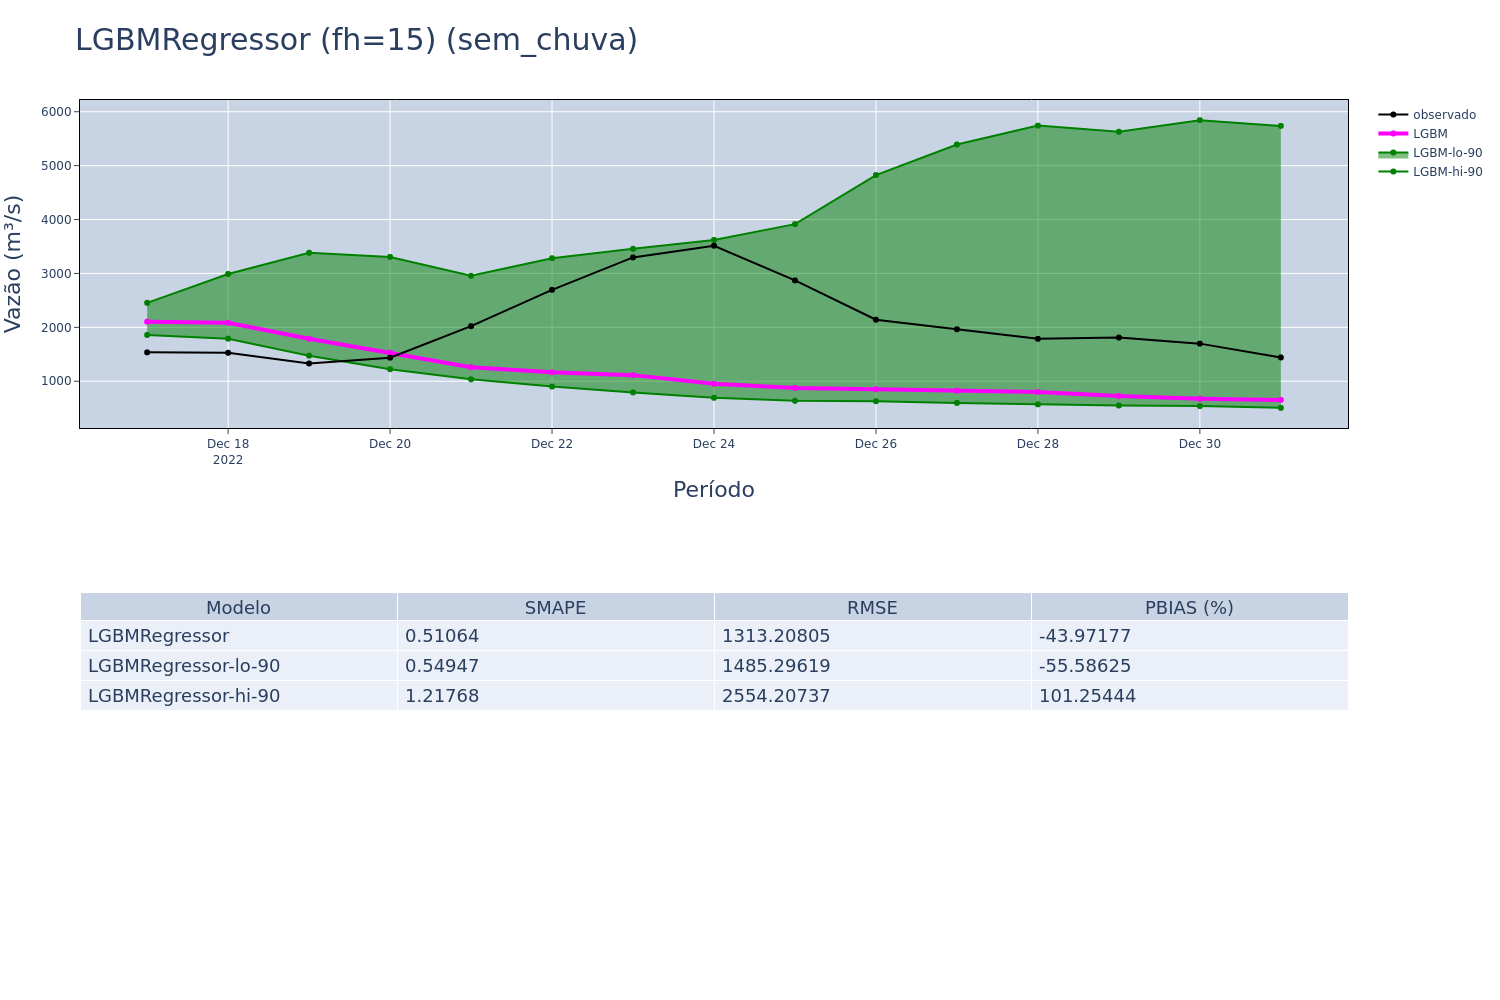 LGBMRegressor (fh=15) (sem_chuva)
6000
5000
4000
3000
2000
1000
Vazão (m³/s)
observado
LGBM
LGBM-lo-90
LGBM-hi-90
Dec 18 Dec 20 Dec 22 Dec 24 Dec 26 Dec 28 Dec 30
2022
Período
Modelo SMAPE RMSE PBIAS (%)
LGBMRegressor 0.51064 1313.20805 -43.97177
LGBMRegressor-lo-90 0.54947 1485.29619 -55.58625
LGBMRegressor-hi-90 1.21768 2554.20737 101.25444